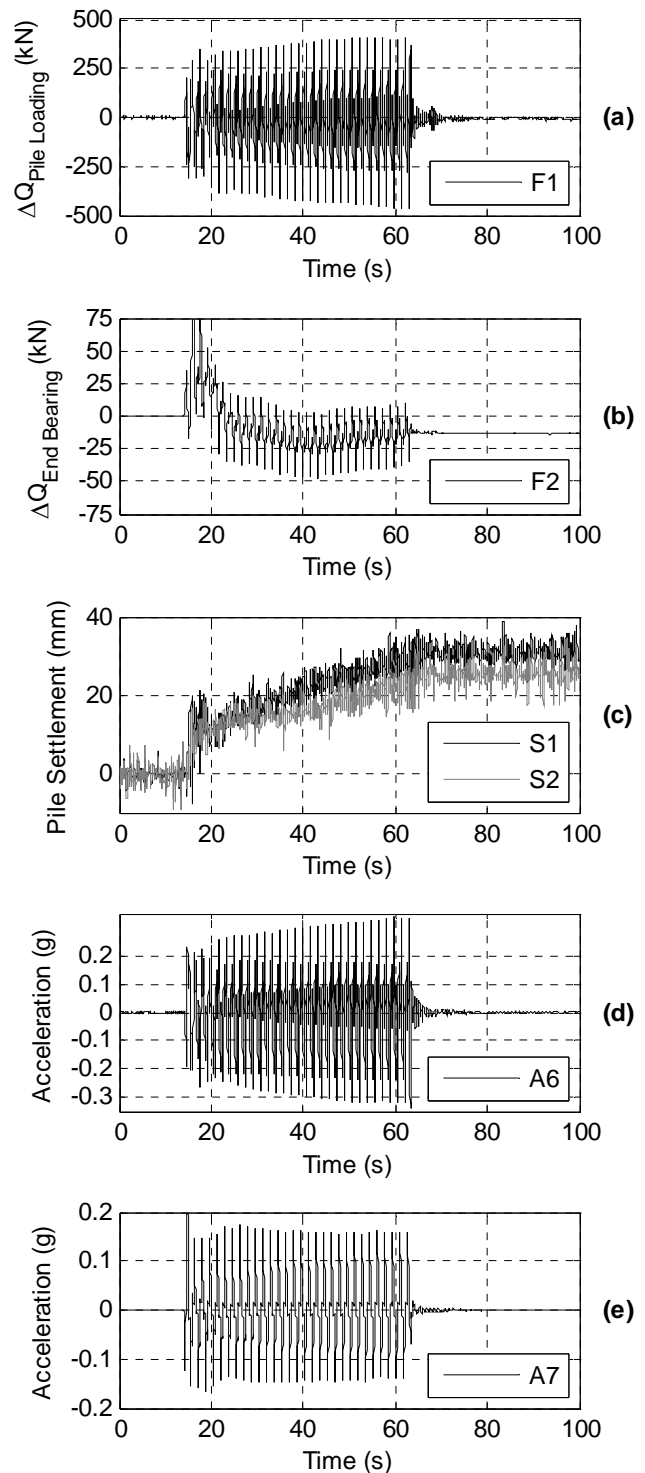 ΔQ Pile Loading (kN)
500
250
0
-250
-500
F1
0 20 40 60 80 100
Time (s)
(a)
ΔQ End Bearing (kN)
75
50
25
0
-25
-50
-75
F2
0 20 40 60 80 100
Time (s)
(b)
Pile Settlement (mm)
40
20
0
S1
S2
0 20 40 60 80 100
Time (s)
(c)
Acceleration (g)
0.2
0.1
0
-0.1
-0.2
-0.3
A6
0 20 40 60 80 100
Time (s)
(d)
Acceleration (g)
0.2
0.1
0
-0.1
-0.2
A7
0 20 40 60 80 100
Time (s)
(e)